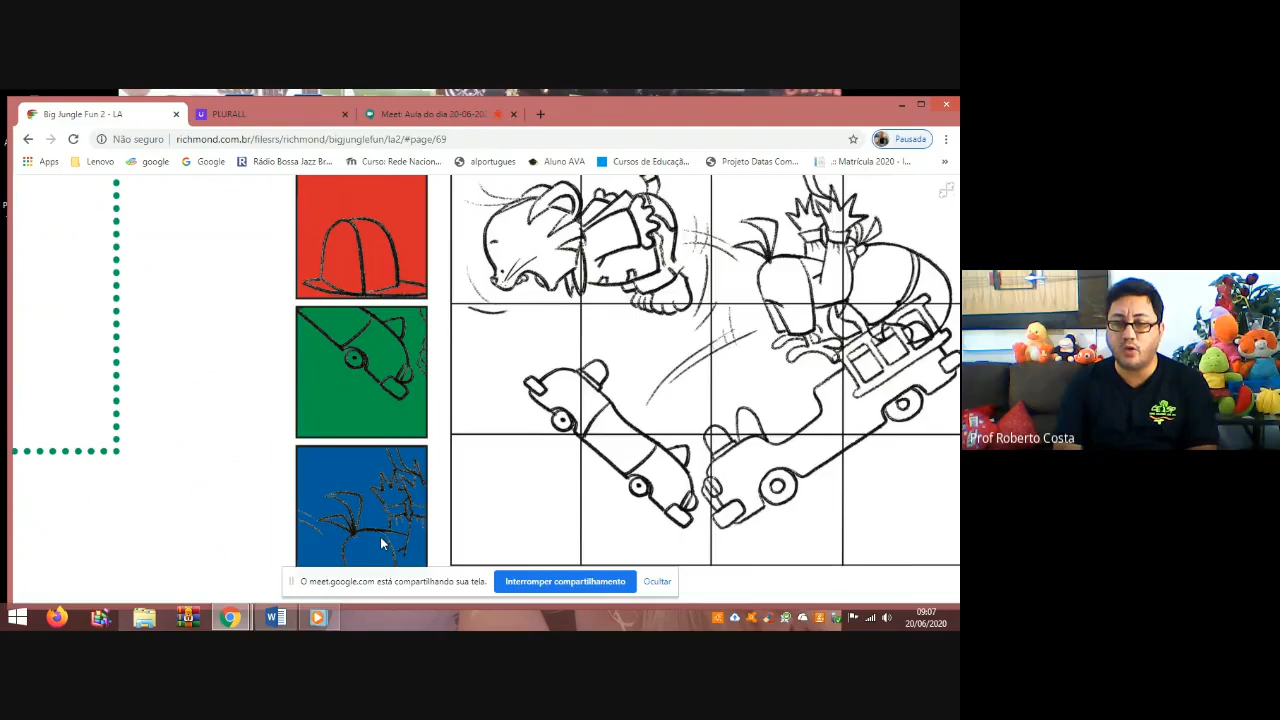 Big Jungle Fun 2 - LA
PLURALL
Meet: Aula do dia 20-06-202
Não seguro
richmond.com.br/filesrs/richmond/bigjunglefun/la2/#page/69
Pausada
Apps
Lenovo
google
Google
Rádio Bossa Jazz Br...
Curso: Rede Nacion...
alportugues
Aluno AVA
Cursos de Educaçã...
Projeto Datas Com...
.:: Matrícula 2020 - I...
Prof Roberto Costa
O meet.google.com está compartilhando sua tela.
Interromper compartilhamento
Ocultar
09:07
20/06/2020